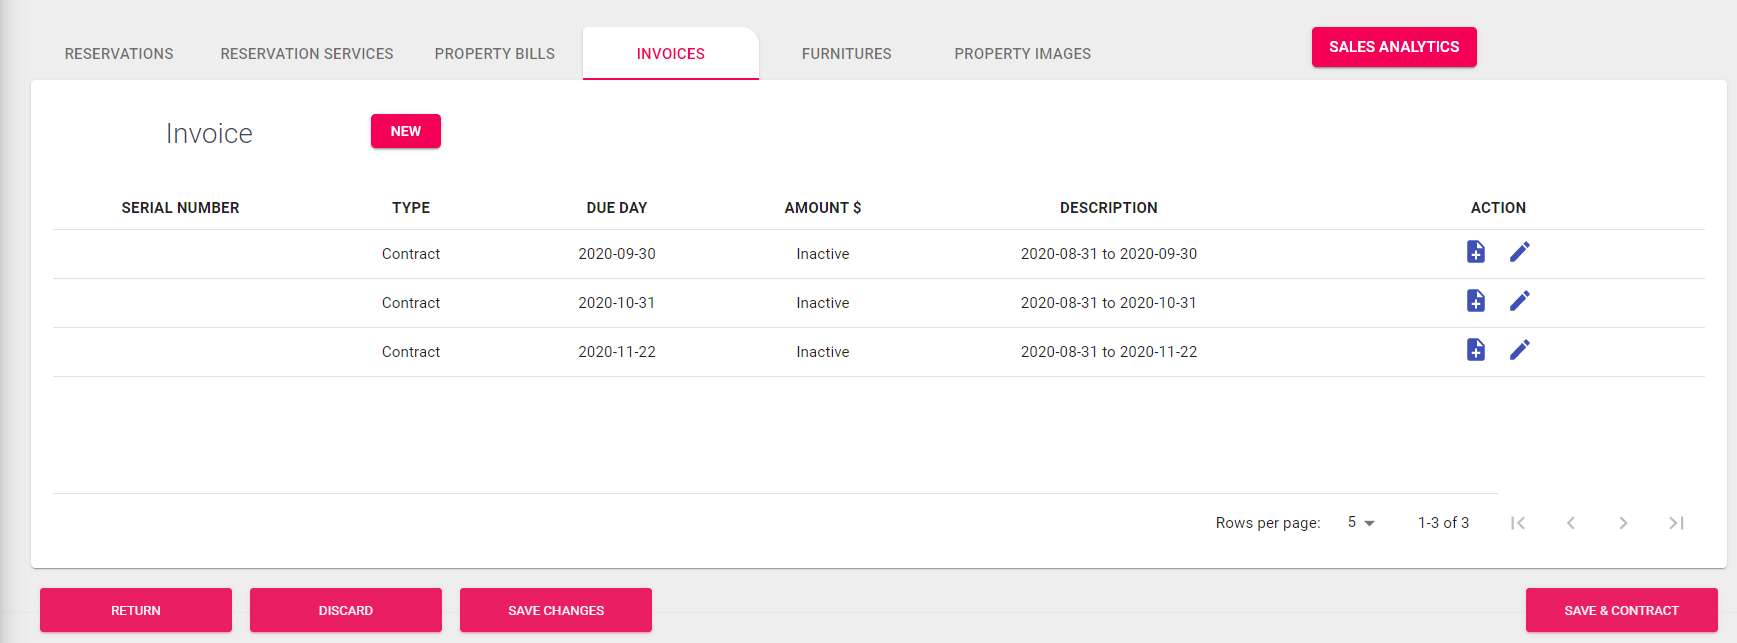 RESERVATIONS RESERVATION SERVICES PROPERTY BILLS INVOICES FURNITURES PROPERTY IMAGES SALES ANALYTICS
Invoice NEW
SERIAL NUMBER TYPE DUE DAY AMOUNT $ DESCRIPTION ACTION
Contract 2020-09-30 Inactive 2020-08-31 to 2020-09-30
Contract 2020-10-31 Inactive 2020-08-31 to 2020-10-31
Contract 2020-11-22 Inactive 2020-08-31 to 2020-11-22
Rows per page: 5 1-3 of 3
RETURN DISCARD SAVE CHANGES SAVE & CONTRACT